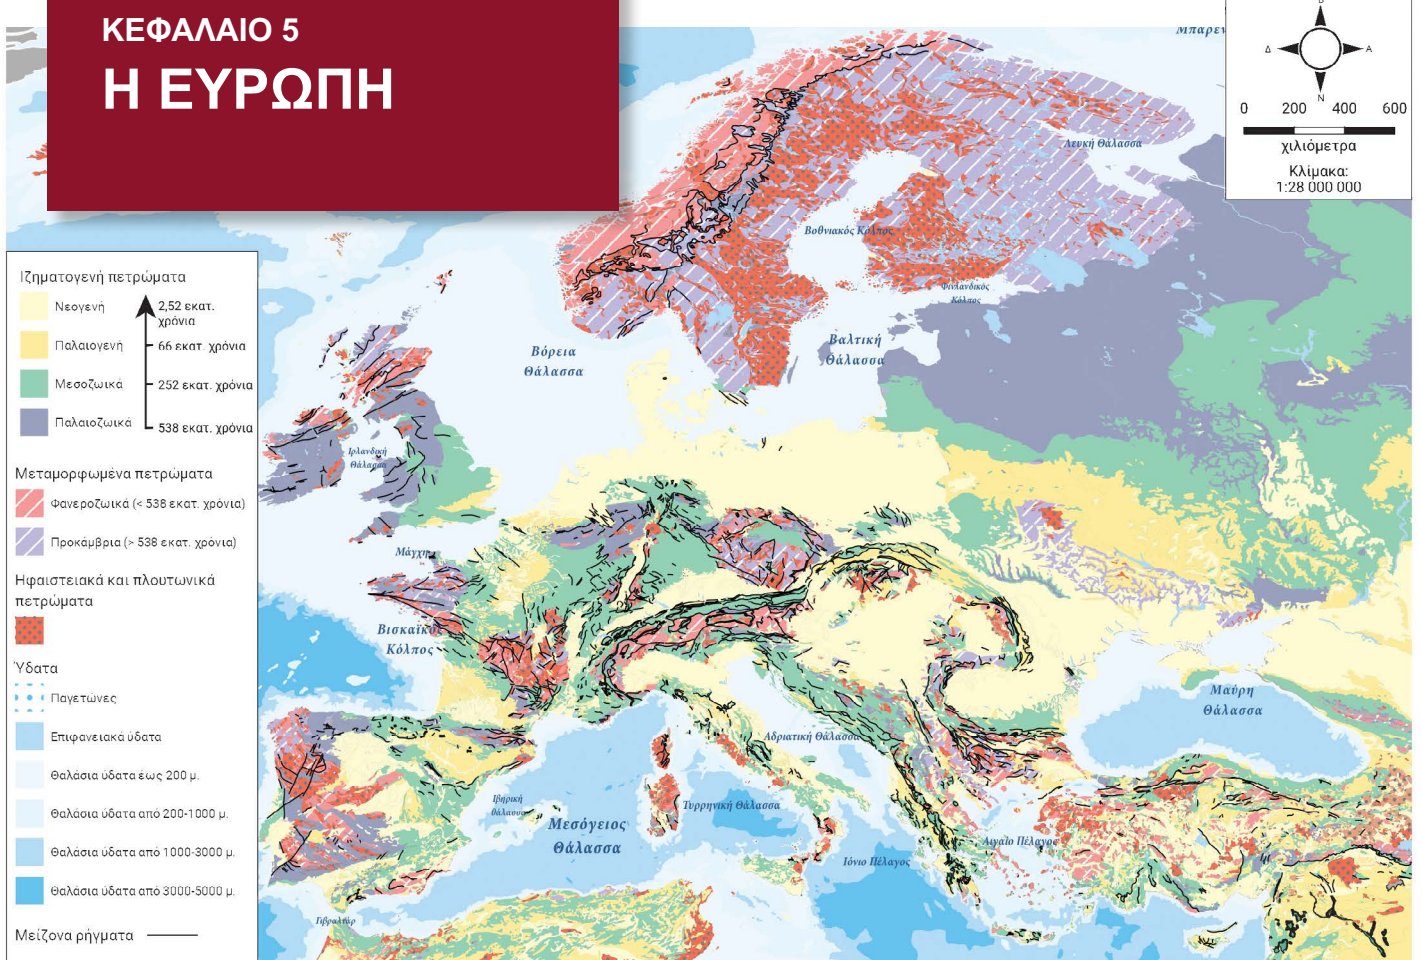 ΚΕΦΑΛΑΙΟ 5
Η ΕΥΡΩΠΗ
Μπαρεν
Δ
Α
Ν
0 200 400 600
χιλιόμετρα
Κλίμακα:
1:28 000 000
Λευκή Θάλασσα
Βοθνιακός Κόλπος
Φινλανδικός
Κόλπος
Βόρεια
Θάλασσα
Βαλτική
Θάλασσα
Ιρλανδική
Θάλασσα
Μάγχη
Βισκαϊκός
Κόλπος
Μαύρη
Θάλασσα
Αδριατική Θάλασσα
Ιβηρική
θάλασσα
Μεσόγειος
Θάλασσα
Τυρρηνική Θάλασσα
Ιόνιο Πέλαγος
Αιγαίο Πέλαγος
Γιβραλτάρ
Ιζηματογενή πετρώματα
Νεογενή
2,52 εκατ.
χρόνια
Παλαιογενή
66 εκατ. χρόνια
Μεσοζωικά
252 εκατ. χρόνια
Παλαιοζωικά
538 εκατ. χρόνια
Μεταμορφωμένα πετρώματα
Φανεροζωικά (< 538 εκατ. χρόνια)
Προκάμβρια (> 538 εκατ. χρόνια)
Ηφαιστειακά και πλουτωνικά
πετρώματα
Ύδατα
Παγετώνες
Επιφανειακά ύδατα
Θαλάσια ύδατα έως 200 μ.
Θαλάσια ύδατα από 200-1000 μ.
Θαλάσια ύδατα από 1000-3000 μ.
Θαλάσια ύδατα από 3000-5000 μ.
Μείζονα ρήγματα